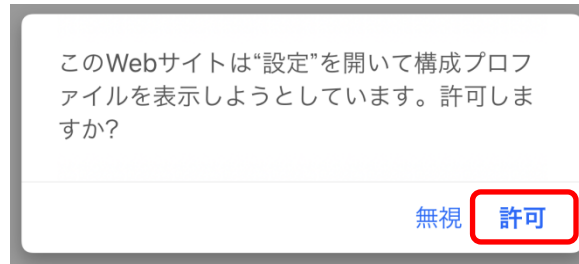 このWebサイトは“設定”を開いて構成プロフ
ァイルを表示しようとしています。許可しま
すか?
無視 許可